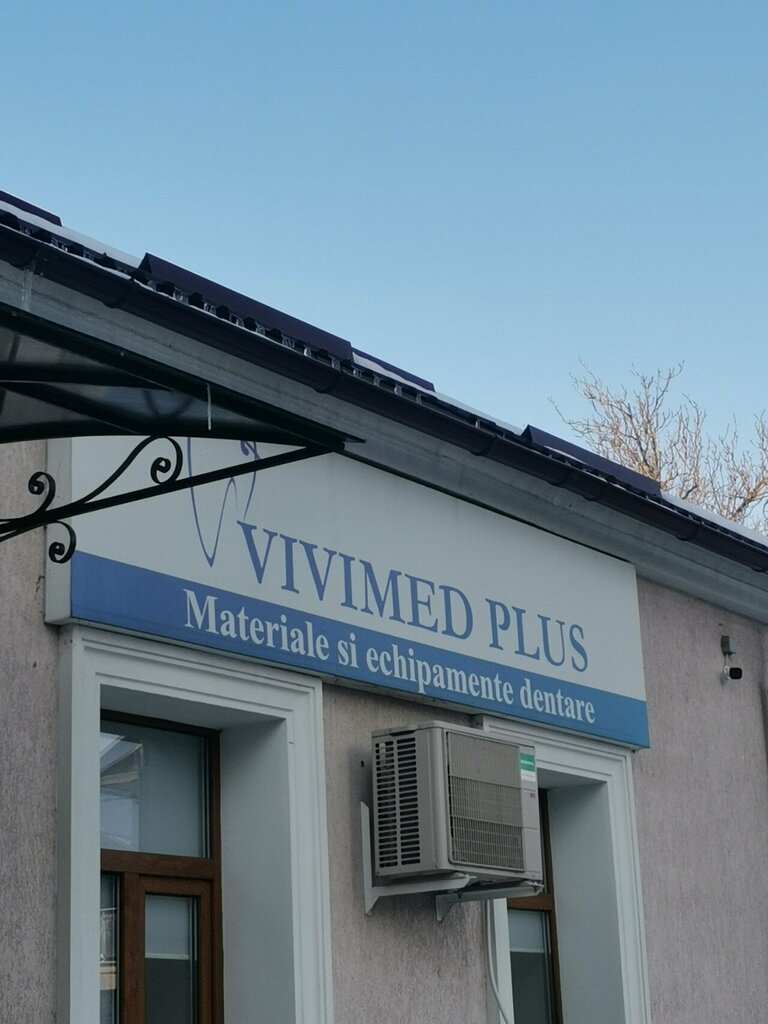 VIVIMED PLUS
Materiale si echipamente dentare